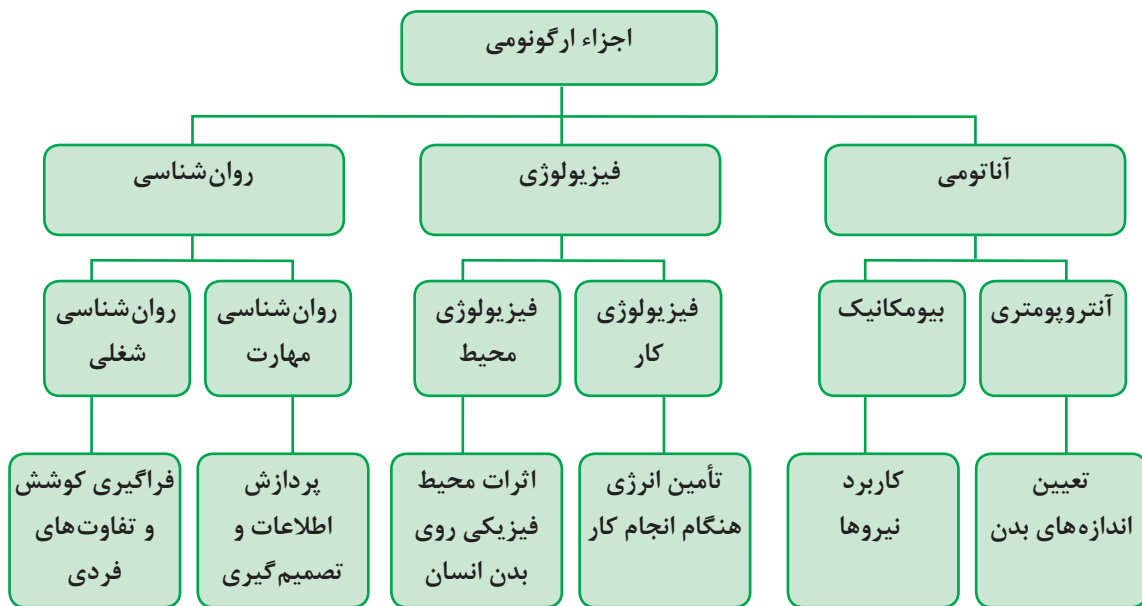 اجزاء ارگونومی
آناتومی
فیزیولوژی
روان‌شناسی
آنتروپومتری
بیومکانیک
فیزیولوژی
کار
فیزیولوژی
محیط
روان‌شناسی
مهارت
روان‌شناسی
شغلی
تعیین
اندازه‌های بدن
کاربرد
نیروها
تأمین انرژی
هنگام انجام کار
اثرات محیط
فیزیکی روی
بدن انسان
پردازش
اطلاعات و
تصمیم‌گیری
فراگیری کوشش
و تفاوت‌های
فردی